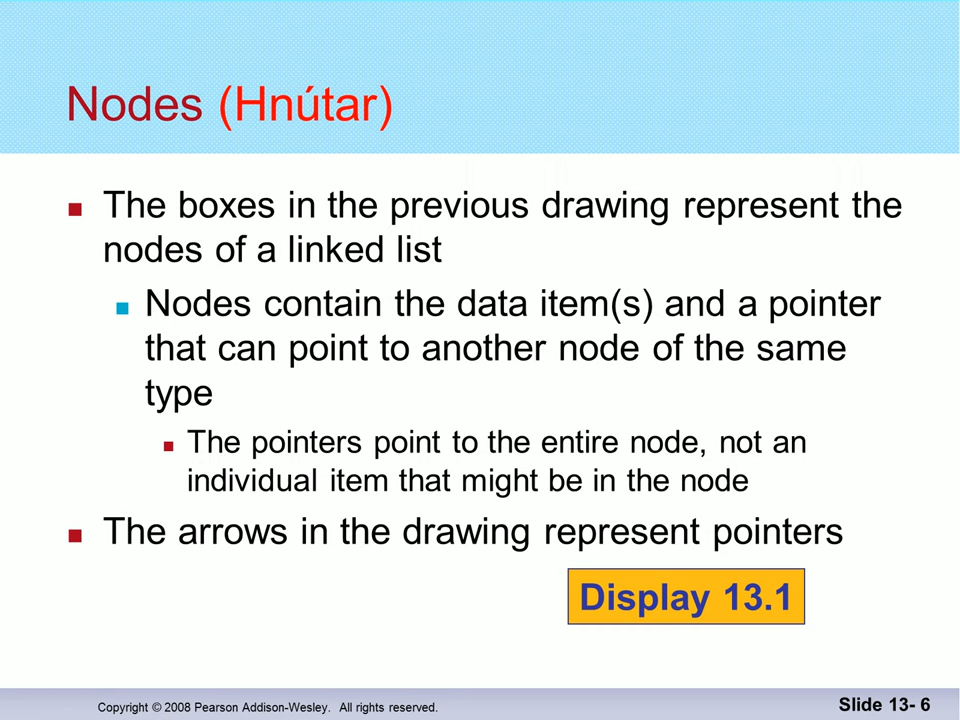 Nodes (Hnútar)
The boxes in the previous drawing represent the
nodes of a linked list
Nodes contain the data item(s) and a pointer
that can point to another node of the same
type
The pointers point to the entire node, not an
individual item that might be in the node
The arrows in the drawing represent pointers
Display 13.1
Copyright © 2008 Pearson Addison-Wesley. All rights reserved.
Slide 13- 6